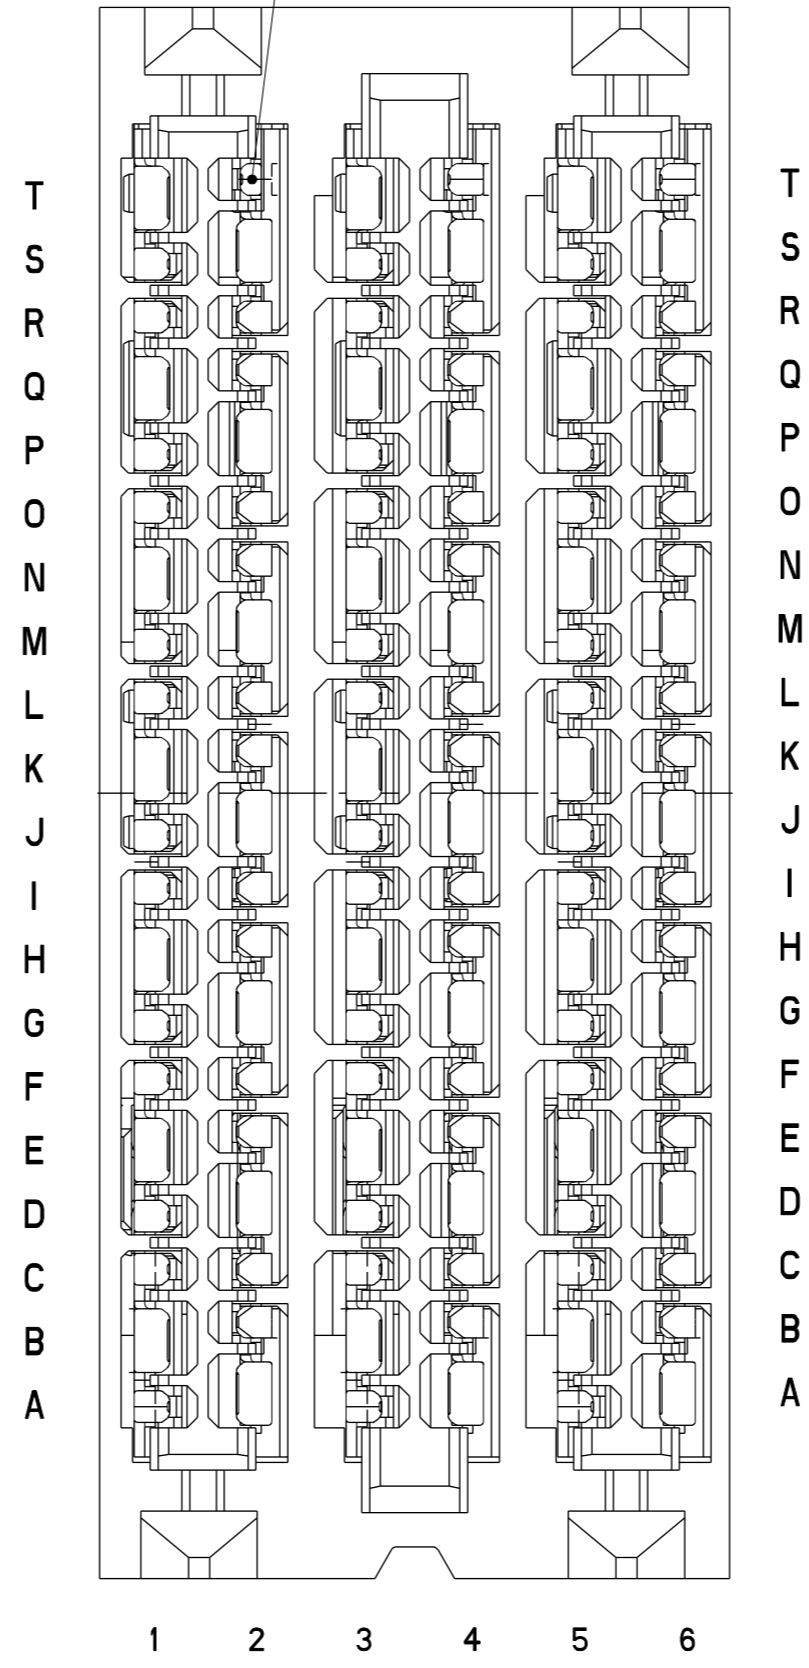 T T
S S
R R
Q Q
P P
O O
N N
M M
L L
K K
J J
I I
H H
G G
F F
E E
D D
C C
B B
A A
1 2 3 4 5 6